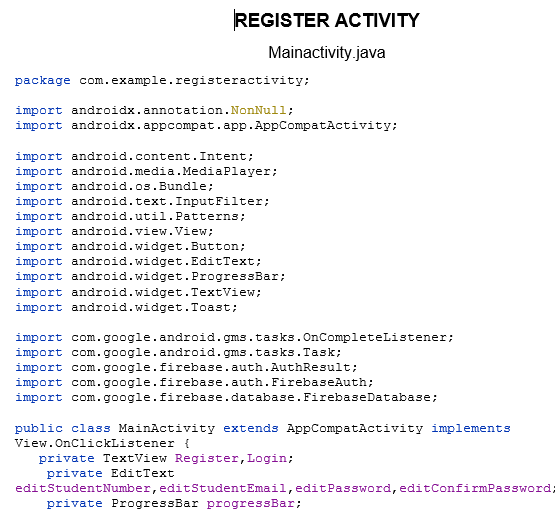 REGISTER ACTIVITY
Mainactivity.java
package com.example.registeractivity;
import androidx.annotation.NonNull;
import androidx.appcompat.app.AppCompatActivity;
import android.content.Intent;
import android.media.MediaPlayer;
import android.os.Bundle;
import android.text.InputFilter;
import android.util.Patterns;
import android.view.View;
import android.widget.Button;
import android.widget.EditText;
import android.widget.ProgressBar;
import android.widget.TextView;
import android.widget.Toast;
import com.google.android.gms.tasks.OnCompleteListener;
import com.google.android.gms.tasks.Task;
import com.google.firebase.auth.AuthResult;
import com.google.firebase.auth.FirebaseAuth;
import com.google.firebase.database.FirebaseDatabase;
public class MainActivity extends AppCompatActivity implements
View.OnClickListener {
private TextView Register,Login;
private EditText
editStudentNumber,editStudentEmail,editPassword,editConfirmPassword;
private ProgressBar progressBar;